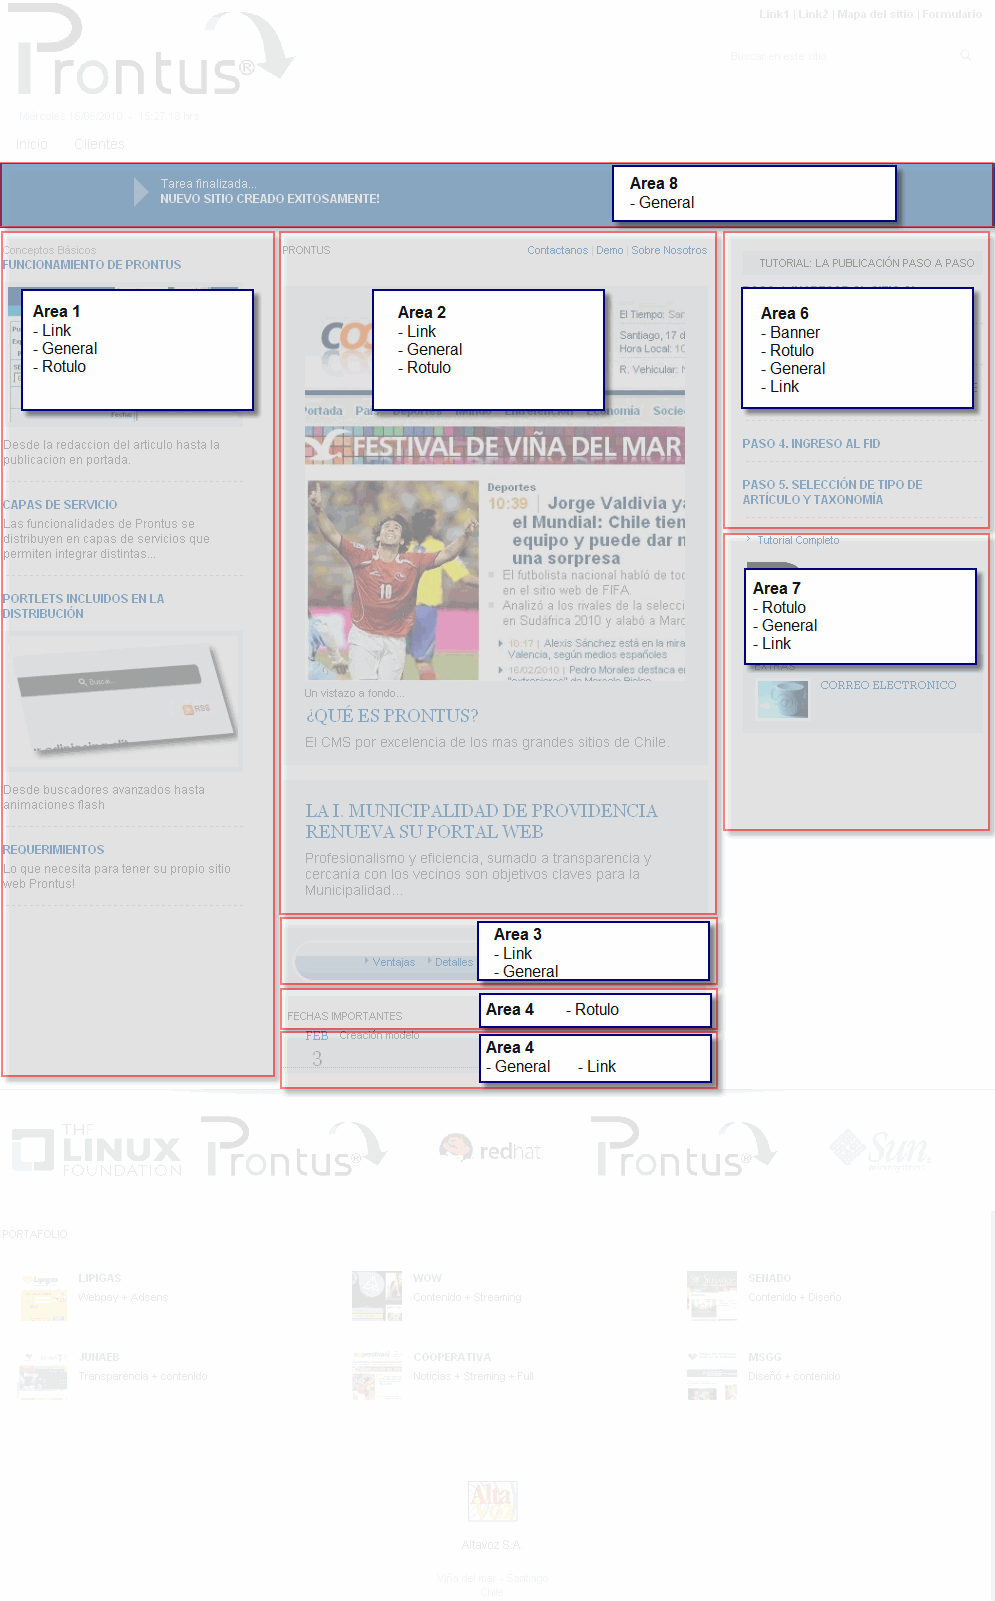 Link1 | Link2 | Mapa del sitio | Formulario
Prontus®
Buscar en este sitio
Miércoles 18/08/2010 -- 15:27:18 hrs
Inicio Clientes
Tarea finalizada...
NUEVO SITIO CREADO EXITOSAMENTE!
Area 8
- General
Conceptos Básicos
FUNCIONAMIENTO DE PRONTUS
Area 1
- Link
- General
- Rotulo
Fecha
Desde la redaccion del articulo hasta la
publicacion en portada.
CAPAS DE SERVICIO
Las funcionalidades de Prontus se
distribuyen en capas de servicios que
permiten integrar distintas...
PORTLETS INCLUIDOS EN LA
DISTRIBUCIÓN
Buscar...
RSS
Desde buscadores avanzados hasta
animaciones flash
REQUERIMIENTOS
Lo que necesita para tener su propio sitio
web Prontus!
PRONTUS
Contactanos | Demo | Sobre Nosotros
El Tiempo: San
Santiago, 17 d
Hora Local: 10
R. Vehicular: N
Area 2
- Link
- General
- Rotulo
Portada Deportes Mundo Entretención Economía Socie
FESTIVAL DE VIÑA DEL MAR
Deportes
10:39 | Jorge Valdivia ya
el Mundial: Chile tien
equipo y puede dar n
una sorpresa
El futbolista nacional habló de toc
en el sitio web de FIFA.
Analizó a los rivales de la selecci
en Sudáfrica 2010 y alabó a Marc
10:17 | Alexis Sánchez está en la mira
Valencia, según medios españoles
16/02/2010 | Pedro Morales destaca e
Un vistazo a fondo...
¿QUÉ ES PRONTUS?
El CMS por excelencia de los mas grandes sitios de Chile.
LA I. MUNICIPALIDAD DE PROVIDENCIA
RENUEVA SU PORTAL WEB
Profesionalismo y eficiencia, sumado a transparencia y
cercanía con los vecinos son objetivos claves para la
Municipalidad...
Ventajas Detalles
Area 3
- Link
- General
FECHAS IMPORTANTES
Area 4 - Rotulo
FEB Creación modelo
3
Area 4
- General - Link
TUTORIAL: LA PUBLICACIÓN PASO A PASO
Area 6
- Banner
- Rotulo
- General
- Link
PASO 4. INGRESO AL FID
PASO 5. SELECCIÓN DE TIPO DE
ARTÍCULO Y TAXONOMÍA
Tutorial Completo
Area 7
- Rotulo
- General
- Link
EXTRAS
CORREO ELECTRONICO
THE
LINUX
FOUNDATION
Prontus®
redhat
Prontus®
Sun
PORTAFOLIO
LIPIGAS
Webpay + Adsens
WOW
Contenido + Streaming
SENADO
Contenido + Diseño
JUNAEB
Transparencia + contenido
COOPERATIVA
Noticias + Streming + Full
MSGG
Diseño + contenido
Alta
voz
Altavoz S.A
Viña del mar - Santiago
Chile